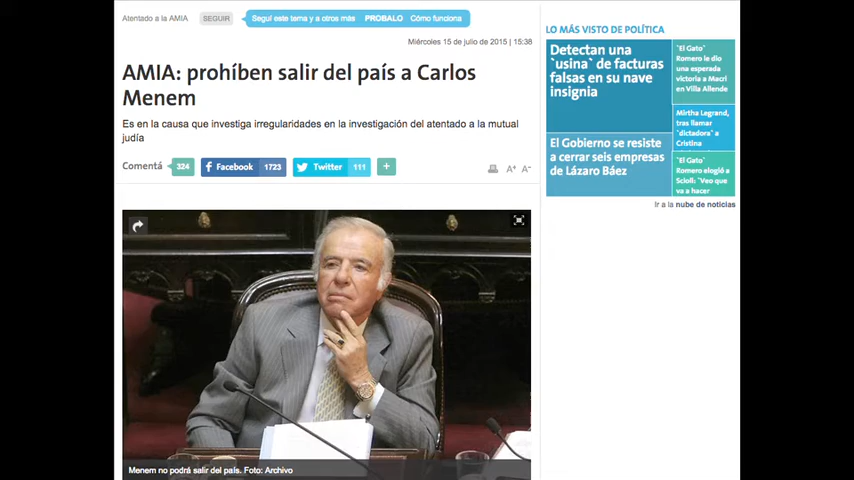 Atentado a la AMIA
SEGUIR
Seguí este tema y a otros más PROBALO Cómo funciona
Miércoles 15 de julio de 2015 | 15:38
AMIA: prohíben salir del país a Carlos
Menem
Es en la causa que investiga irregularidades en la investigación del atentado a la mutual
judía
Comentá 324 Facebook 1723 Twitter 111 +
A+ A-
Menem no podrá salir del país. Foto: Archivo
LO MÁS VISTO DE POLÍTICA
Detectan una
`usina` de facturas
falsas en su nave
insignia
`El Gato`
Romero le dio
una esperada
victoria a Macri
en Villa Allende
Mirtha Legrand,
tras llamar
`dictadora` a
Cristina
El Gobierno se resiste
a cerrar seis empresas
de Lázaro Báez
`El Gato`
Romero elogió a
Scioli: `Veo que
va a hacer
Ir a la nube de noticias